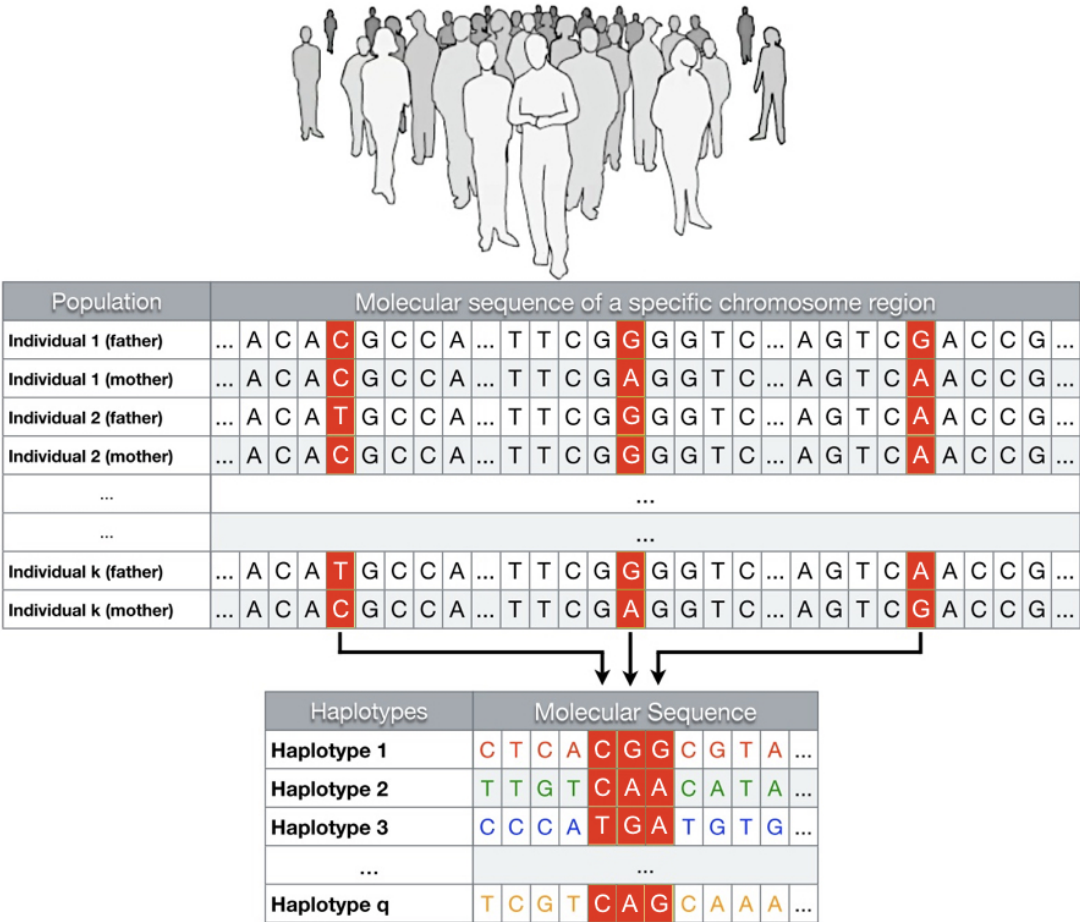 Population Molecular sequence of a specific chromosome region
Individual 1 (father) ... A C A C G C C A ... T T C G G G G T C ... A G T C G A C C G ...
Individual 1 (mother) ... A C A C G C C A ... T T C G A G G T C ... A G T C A A C C G ...
Individual 2 (father) ... A C A T G C C A ... T T C G G G G T C ... A G T C A A C C G ...
Individual 2 (mother) ... A C A C G C C A ... T T C G G G G T C ... A G T C A A C C G ...
... ...
... ...
Individual k (father) ... A C A T G C C A ... T T C G G G G T C ... A G T C A A C C G ...
Individual k (mother) ... A C A C G C C A ... T T C G A G G T C ... A G T C G A C C G ...
Haplotypes Molecular Sequence
Haplotype 1 C T C A C G G C G T A ...
Haplotype 2 T T G T C A A C A T A ...
Haplotype 3 C C C A T G A T G T G ...
... ...
Haplotype q T C G T C A G C A A A ...